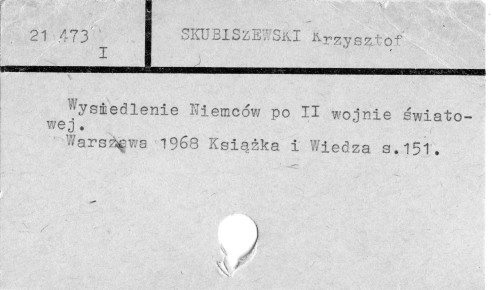 21 473
I
SKUBISZEWSKI Krzysztof
Wysiedlenie Niemców po II wojnie świato-
wej.
Warszawa 1968 Książka i Wiedza s.151.